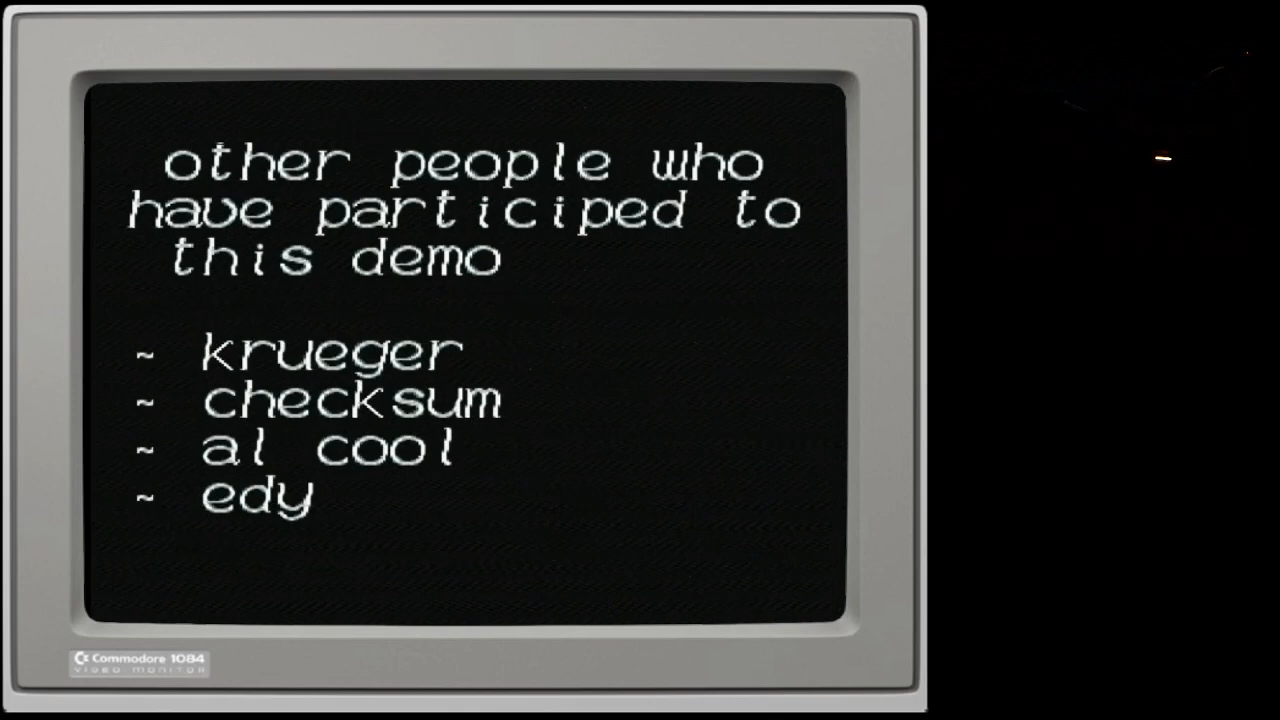 other people who
have participed to
this demo
~ krueger
~ checksum
~ al cool
~ edy
Commodore 1084
VIDEO MONITOR